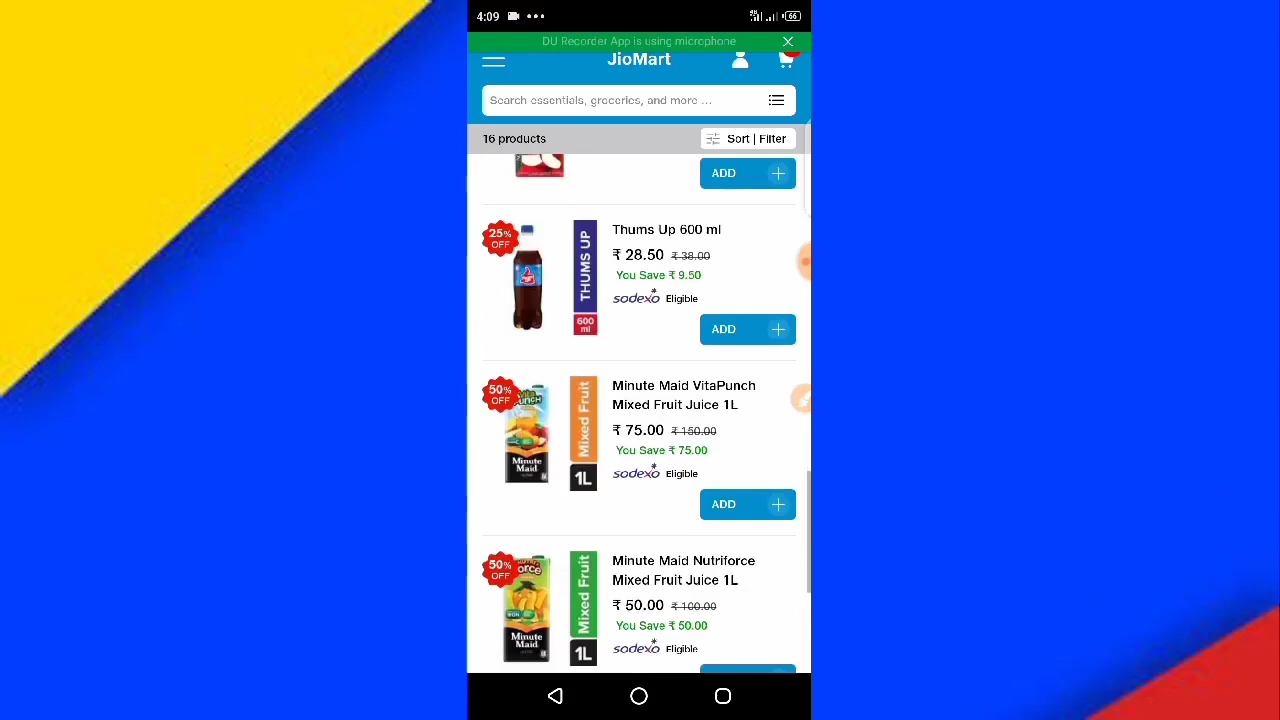 4:09
66
DU Recorder App is using microphone
JioMart
Search essentials, groceries, and more ...
16 products
Sort | Filter
ADD
25%
OFF
THUMS UP
600
ml
Thums Up 600 ml
₹ 28.50 ₹ 38.00
You Save ₹ 9.50
sodexo Eligible
ADD
50%
OFF
Minute
Maid
Mixed Fruit
1L
Minute Maid VitaPunch
Mixed Fruit Juice 1L
₹ 75.00 ₹ 150.00
You Save ₹ 75.00
sodexo Eligible
ADD
50%
OFF
Minute
Maid
Mixed Fruit
1L
Minute Maid Nutriforce
Mixed Fruit Juice 1L
₹ 50.00 ₹ 100.00
You Save ₹ 50.00
sodexo Eligible